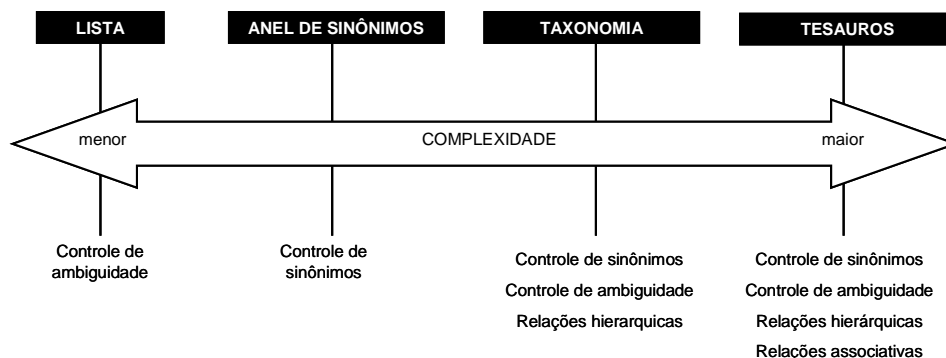 LISTA
ANEL DE SINÔNIMOS
TAXONOMIA
TESAUROS
menor
COMPLEXIDADE
maior
Controle de
ambiguidade
Controle de
sinônimos
Controle de sinônimos
Controle de ambiguidade
Relações hierarquicas
Controle de sinônimos
Controle de ambiguidade
Relações hierárquicas
Relações associativas